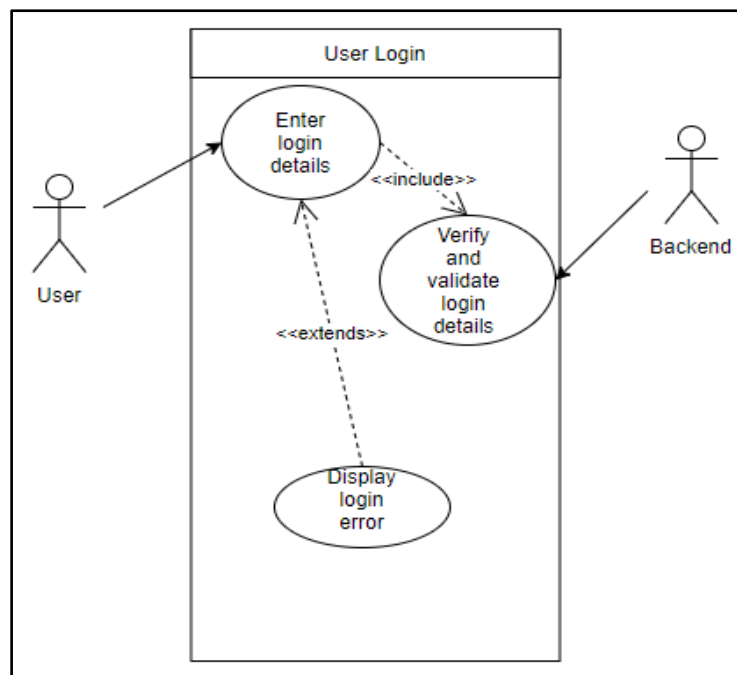 User Login
Enter
login
details
<<include>>
Verify
and
validate
login
details
Backend
User
<<extends>>
Display
login
error